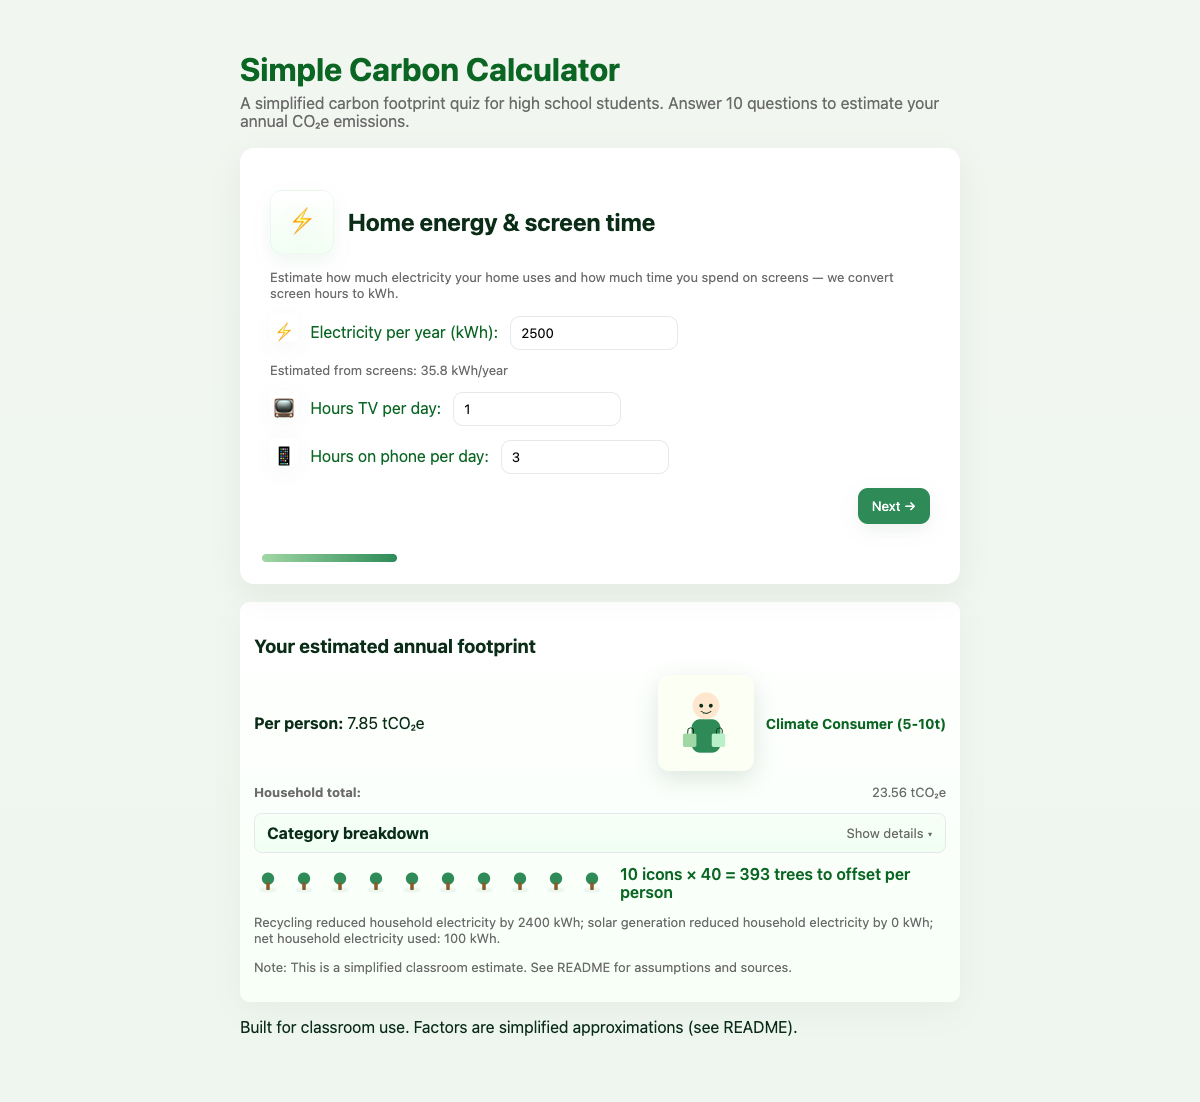 Simple Carbon Calculator
A simplified carbon footprint quiz for high school students. Answer 10 questions to estimate your
annual CO₂e emissions.
Home energy & screen time
Estimate how much electricity your home uses and how much time you spend on screens — we convert
screen hours to kWh.
Electricity per year (kWh): 2500
Estimated from screens: 35.8 kWh/year
Hours TV per day: 1
Hours on phone per day: 3
Next →
Your estimated annual footprint
Per person: 7.85 tCO₂e
Climate Consumer (5-10t)
Household total: 23.56 tCO₂e
Category breakdown Show details ▾
10 icons × 40 = 393 trees to offset per
person
Recycling reduced household electricity by 2400 kWh; solar generation reduced household electricity by 0 kWh;
net household electricity used: 100 kWh.
Note: This is a simplified classroom estimate. See README for assumptions and sources.
Built for classroom use. Factors are simplified approximations (see README).